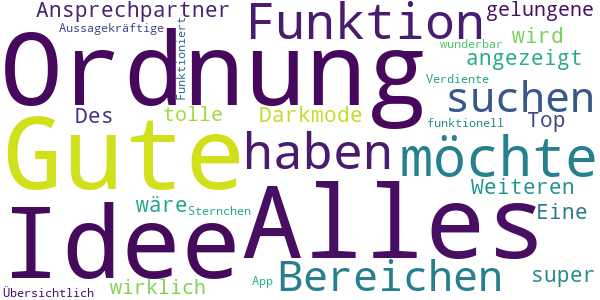 Ansprechpartner
Funktion
gelungene
Aussagekräftige
Funktioniert
wird
wunderbar
angezeigt
Ordnung
Verdiente
suchen
Des
tolle
Darkmode
funktionell
Top
Gute
haben
möchte
Weiteren
Idee
Alles
wäre
Sternchen
Eine
Bereichen
super
App
wirklich
Übersichtlich